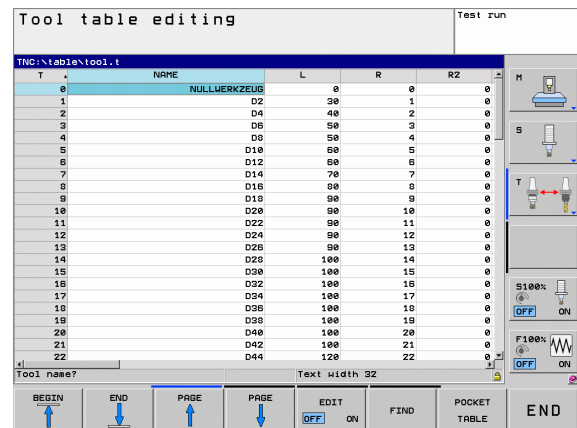 Tool table editing
Test run
TNC:\table\tool.t
T NAME L R R2
0 NULLWERKZEUG 0 0 0
1 D2 30 1 0
2 D4 40 2 0
3 D6 50 3 0
4 D8 50 4 0
5 D10 60 5 0
6 D12 60 6 0
7 D14 70 7 0
8 D16 80 8 0
9 D18 90 9 0
10 D20 90 10 0
11 D22 90 11 0
12 D24 90 12 0
13 D26 90 13 0
14 D28 100 14 0
15 D30 100 15 0
16 D32 100 16 0
17 D34 100 17 0
18 D36 100 18 0
19 D38 100 19 0
20 D40 100 20 0
21 D42 100 21 0
22 D44 120 22 0
Tool name? Text width 32
M
S
T
S100%
OFF ON
F100%
OFF ON
BEGIN
END
PAGE
PAGE
EDIT
OFF ON
FIND
POCKET
TABLE
END